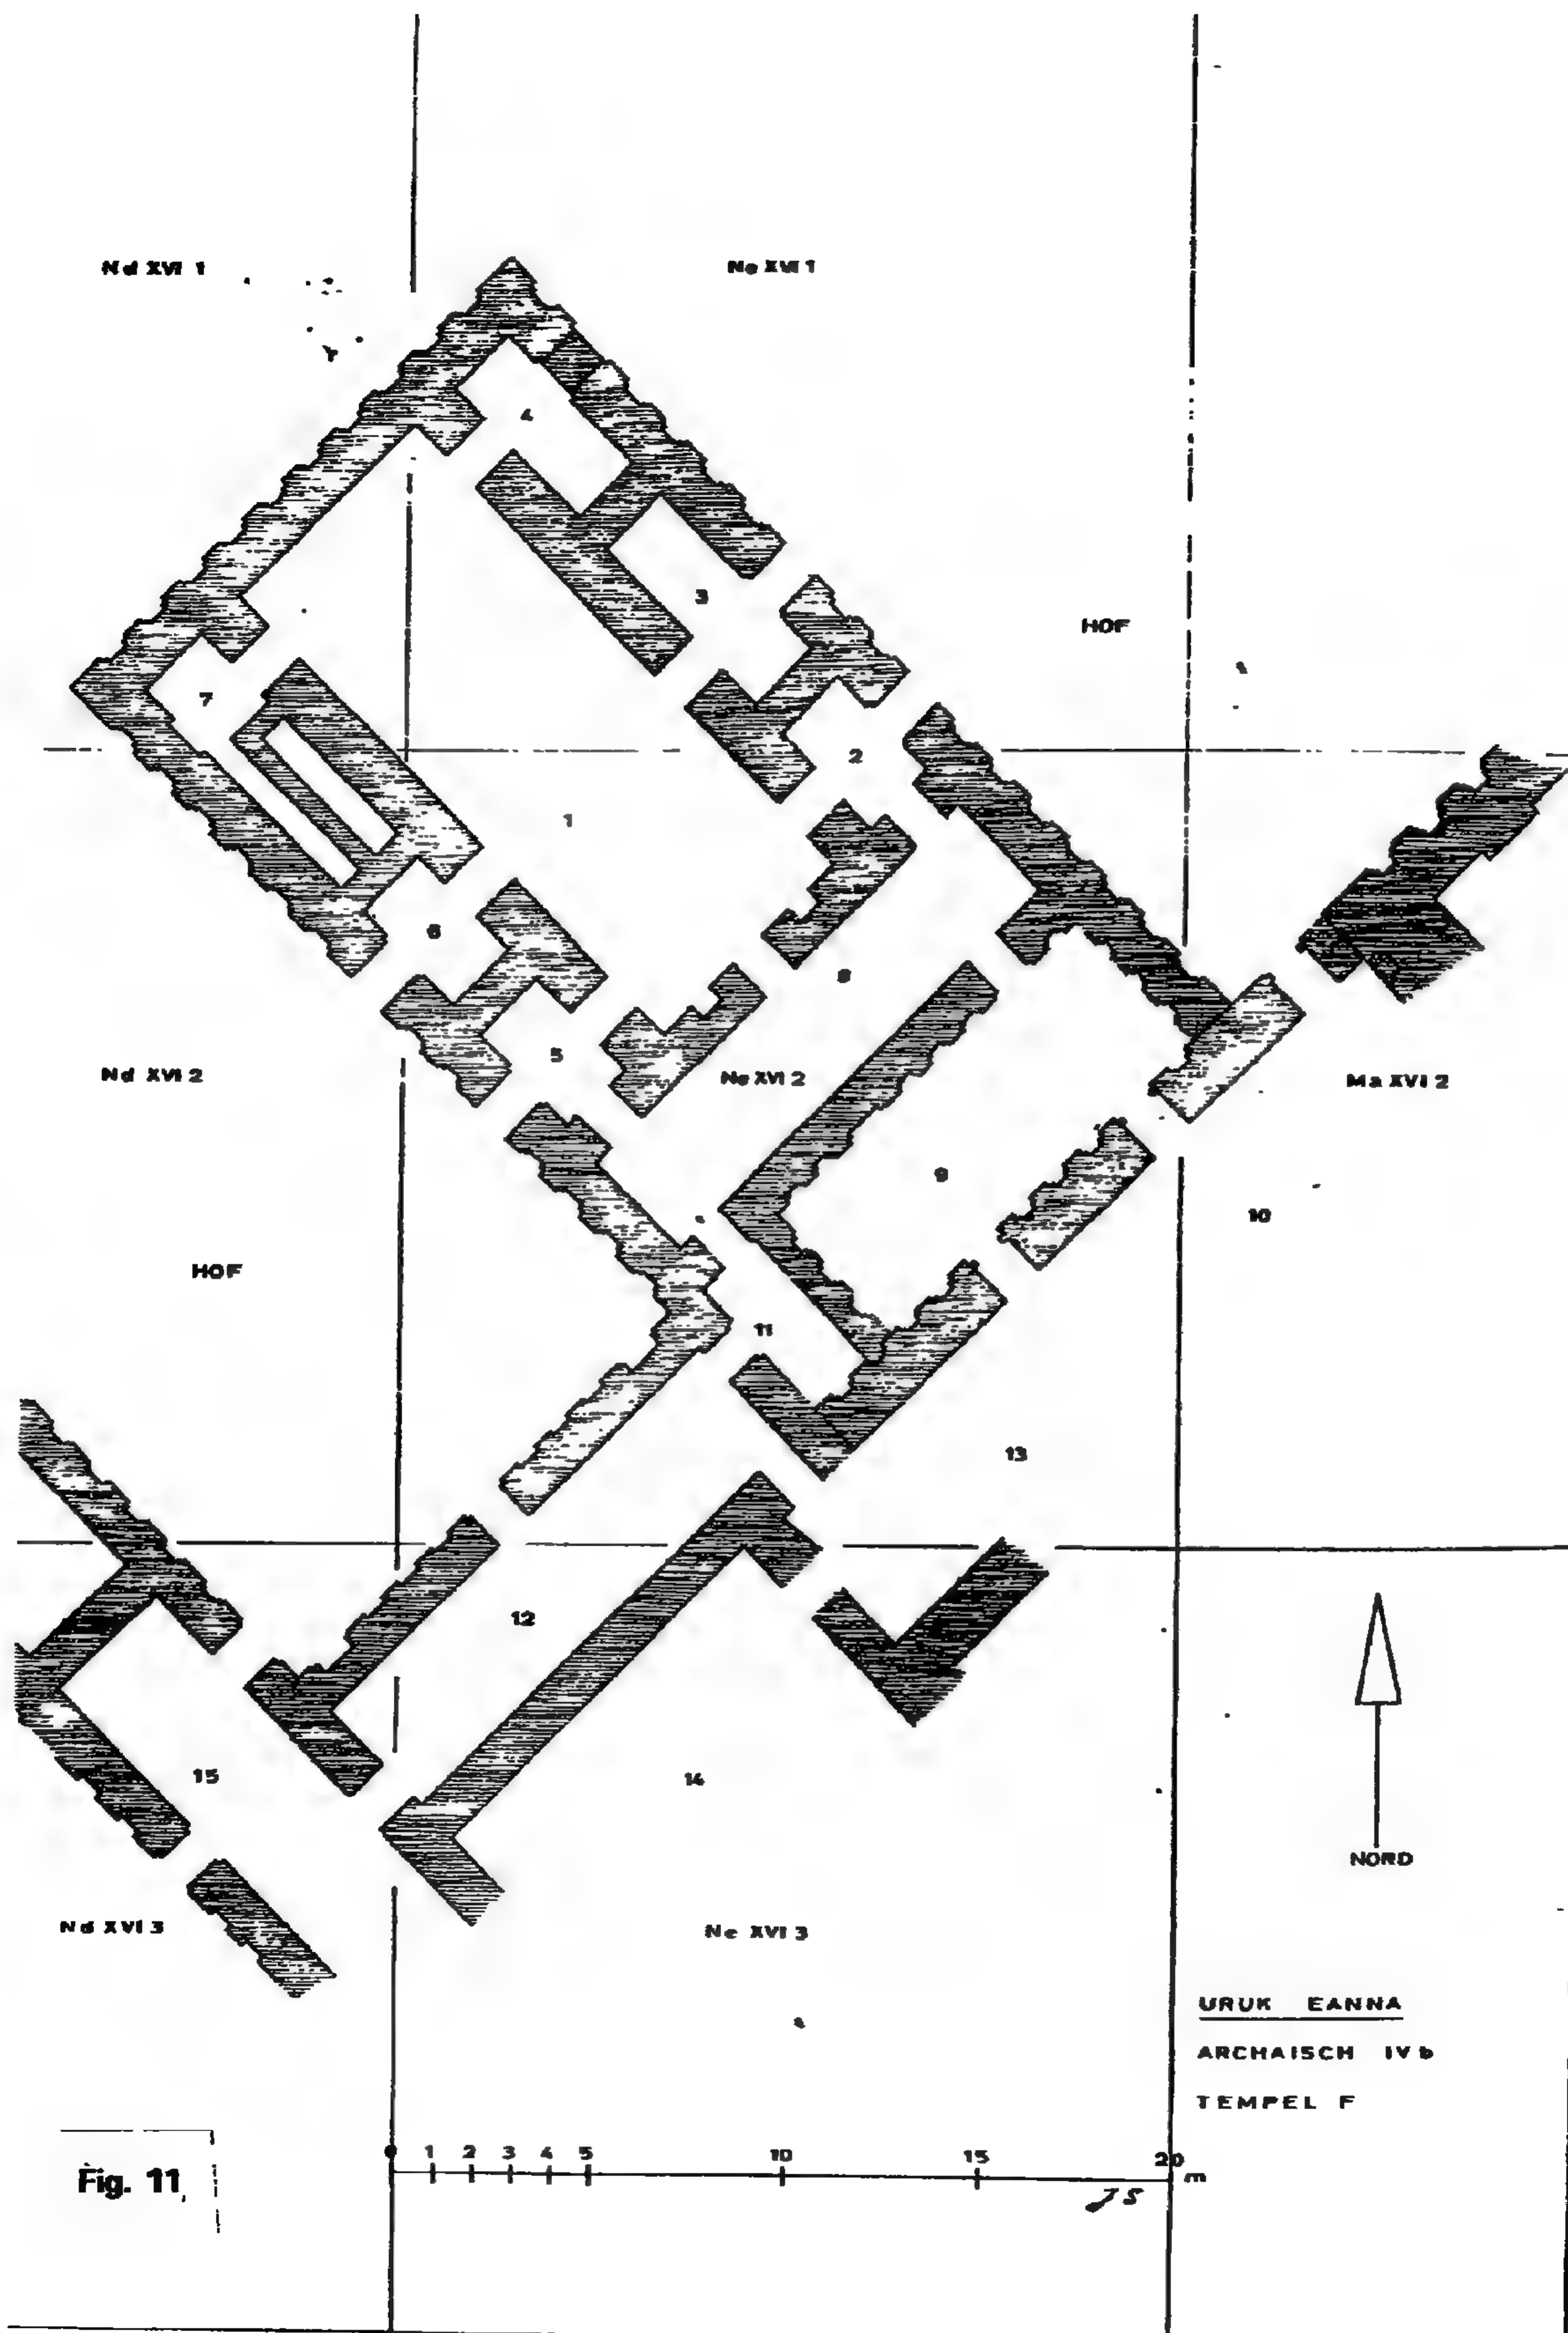 Nd XVI 1
Ne XVI 1
4
3
HOF
7
2
1
6
8
5
Nd XVI 2
Ne XVI 2
Ma XVI 2
9
10
HOF
11
13
12
15
14
NORD
Nd XVI 3
Ne XVI 3
URUK EANNA
ARCHAISCH IV b
TEMPEL F
0 1 2 3 4 5 10 15 20 m
JS
Fig. 11